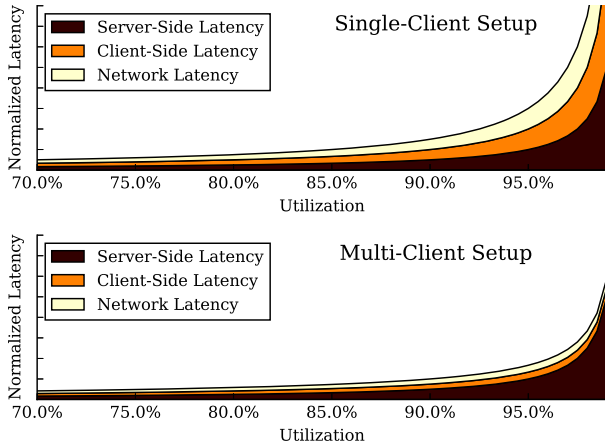 Single-Client Setup
Server-Side Latency
Client-Side Latency
Network Latency
Normalized Latency
70.0% 75.0% 80.0% 85.0% 90.0% 95.0%
Utilization
Multi-Client Setup
Server-Side Latency
Client-Side Latency
Network Latency
Normalized Latency
70.0% 75.0% 80.0% 85.0% 90.0% 95.0%
Utilization